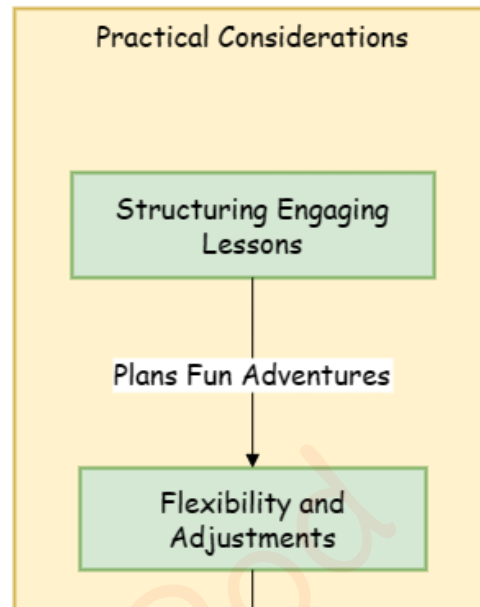 Practical Considerations
Structuring Engaging
Lessons
Plans Fun Adventures
Flexibility and
Adjustments